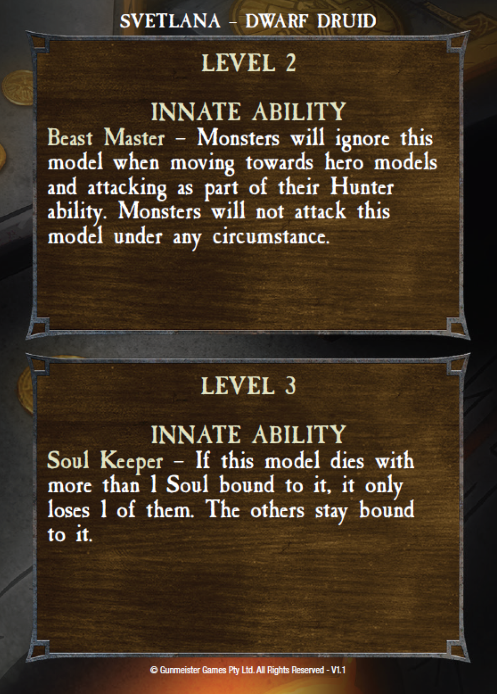 SVETLANA – DWARF DRUID
LEVEL 2
INNATE ABILITY
Beast Master – Monsters will ignore this
model when moving towards hero models
and attacking as part of their Hunter
ability. Monsters will not attack this
model under any circumstance.
LEVEL 3
INNATE ABILITY
Soul Keeper – If this model dies with
more than 1 Soul bound to it, it only
loses 1 of them. The others stay bound
to it.
© Gunmeister Games Pty Ltd. All Rights Reserved - V1.1